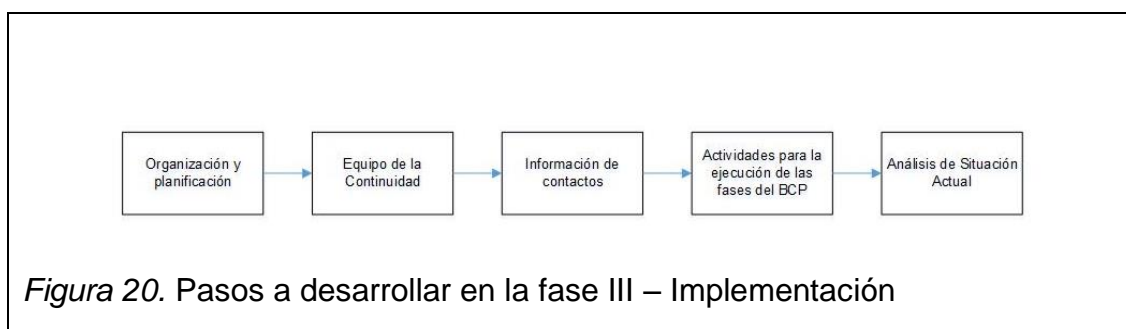 Organización y
planificación
Equipo de la
Continuidad
Información de
contactos
Actividades para la
ejecución de las
fases del BCP
Análisis de Situación
Actual
Figura 20. Pasos a desarrollar en la fase III – Implementación